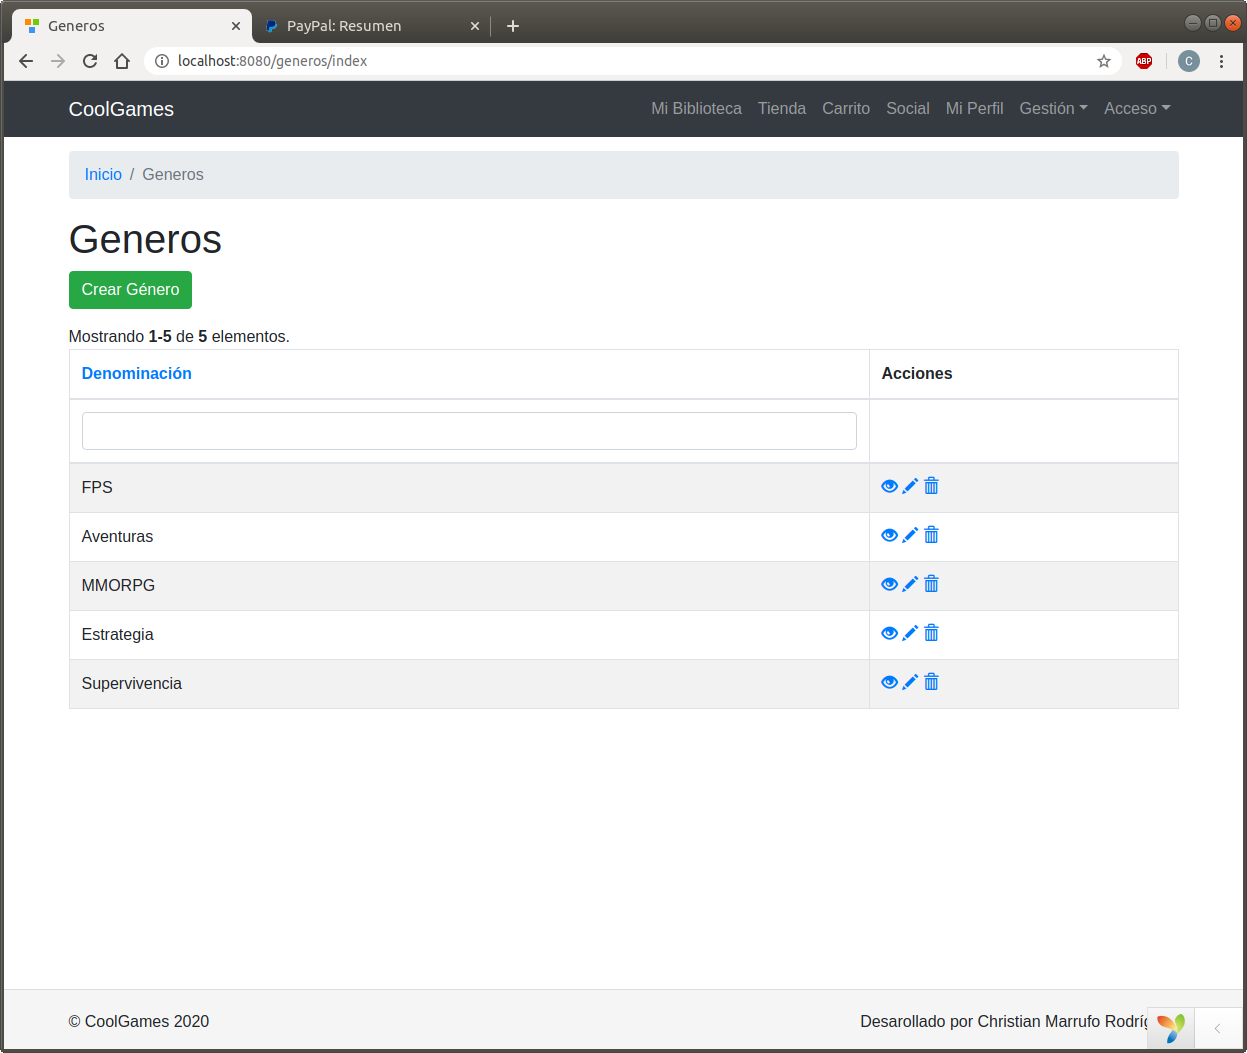 Generos
PayPal: Resumen
localhost:8080/generos/index
ABP
C
CoolGames
Mi Biblioteca
Tienda
Carrito
Social
Mi Perfil
Gestión
Acceso
Inicio / Generos
Generos
Crear Género
Mostrando 1-5 de 5 elementos.
Denominación
Acciones
FPS
Aventuras
MMORPG
Estrategia
Supervivencia
© CoolGames 2020
Desarollado por Christian Marrufo Rodríg